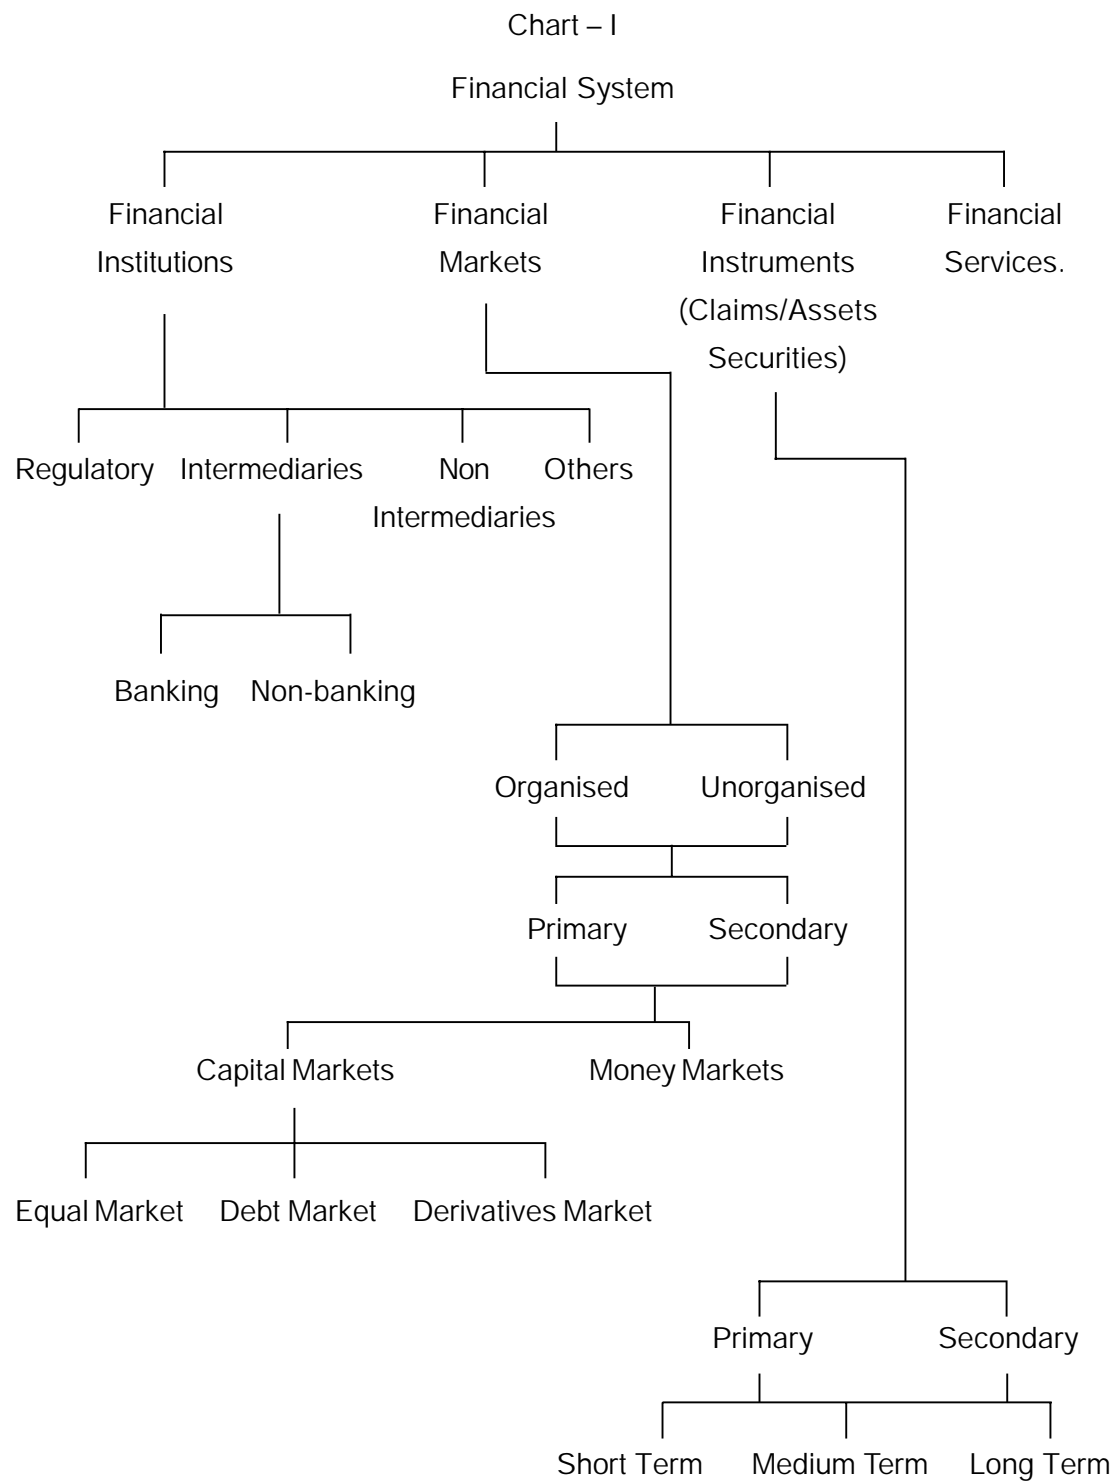 Chart – I
Financial System
Financial Institutions
Financial Markets
Financial Instruments (Claims/Assets Securities)
Financial Services.
Regulatory
Intermediaries
Non Intermediaries
Others
Banking
Non-banking
Organised
Unorganised
Primary
Secondary
Capital Markets
Money Markets
Equal Market
Debt Market
Derivatives Market
Primary
Secondary
Short Term
Medium Term
Long Term